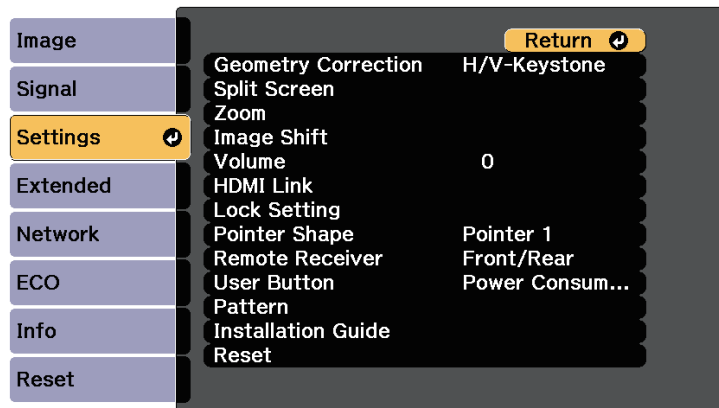 Image
Signal
Settings
Extended
Network
ECO
Info
Reset
Return
Geometry Correction H/V-Keystone
Split Screen
Zoom
Image Shift
Volume 0
HDMI Link
Lock Setting
Pointer Shape Pointer 1
Remote Receiver Front/Rear
User Button Power Consum...
Pattern
Installation Guide
Reset